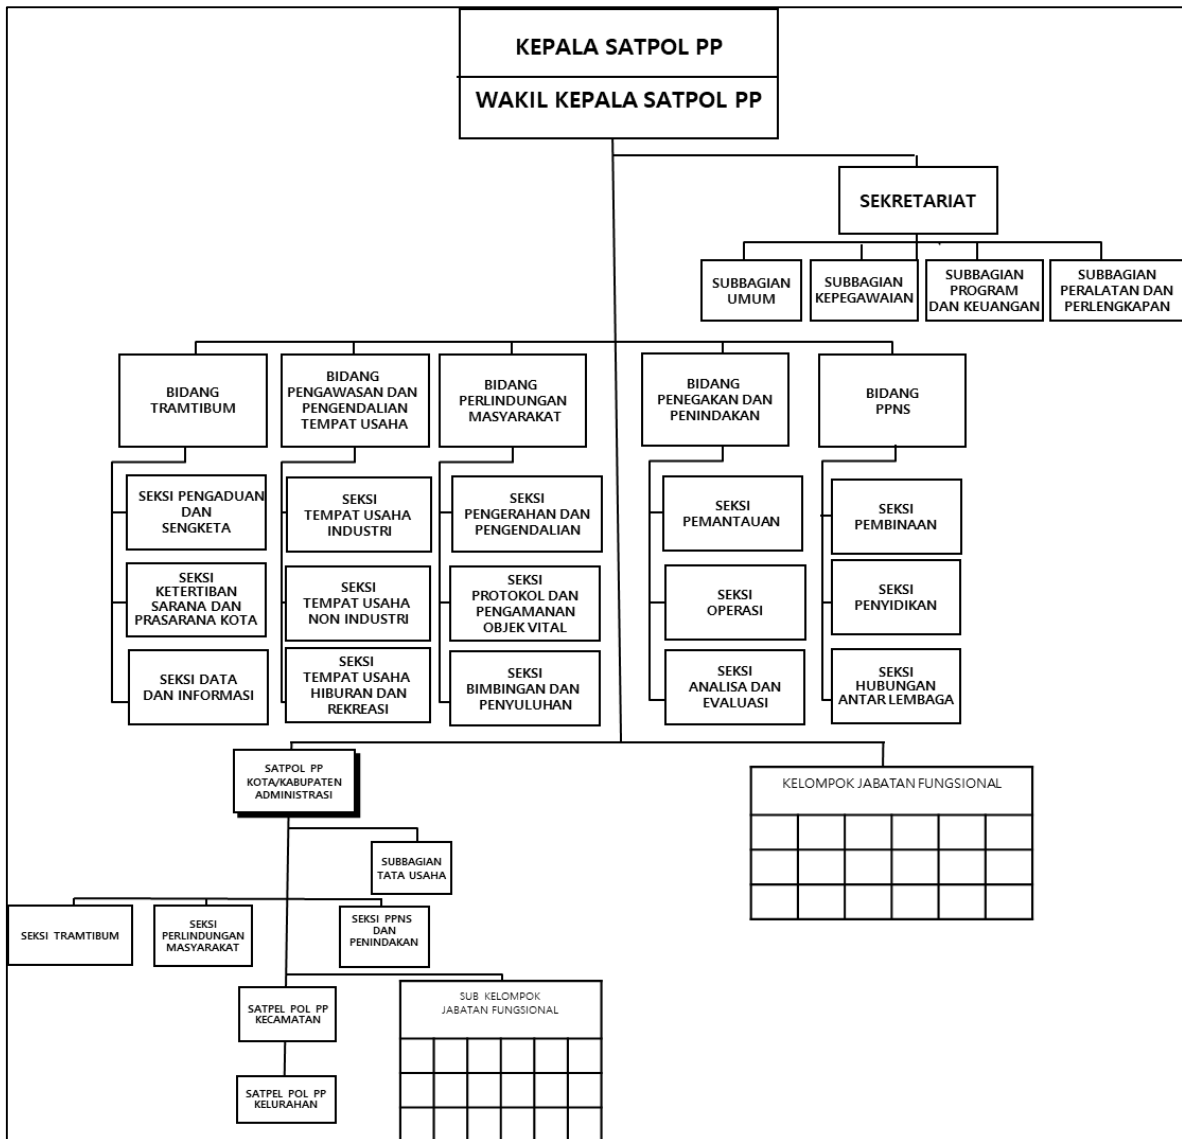 KEPALA SATPOL PP
WAKIL KEPALA SATPOL PP
SEKRETARIAT
SUBBAGIAN
UMUM
SUBBAGIAN
KEPEGAWAIAN
SUBBAGIAN
PROGRAM
DAN KEUANGAN
SUBBAGIAN
PERALATAN DAN
PERLENGKAPAN
BIDANG
TRAMTIBUM
BIDANG
PENGAWASAN DAN
PENGENDALIAN
TEMPAT USAHA
BIDANG
PERLINDUNGAN
MASYARAKAT
BIDANG
PENEGAKAN DAN
PENINDAKAN
BIDANG
PPNS
SEKSI PENGADUAN
DAN
SENGKETA
SEKSI
TEMPAT USAHA
INDUSTRI
SEKSI
PENGERAHAN DAN
PENGENDALIAN
SEKSI
PEMANTAUAN
SEKSI
PEMBINAAN
SEKSI
KETERTIBAN
SARANA DAN
PRASARANA KOTA
SEKSI
TEMPAT USAHA
NON INDUSTRI
SEKSI
PROTOKOL DAN
PENGAMANAN
OBJEK VITAL
SEKSI
OPERASI
SEKSI
PENYIDIKAN
SEKSI DATA
DAN INFORMASI
SEKSI
TEMPAT USAHA
HIBURAN DAN
REKREASI
SEKSI
BIMBINGAN DAN
PENYULUHAN
SEKSI
ANALISA DAN
EVALUASI
SEKSI
HUBUNGAN
ANTAR LEMBAGA
SATPOL PP
KOTA/KABUPATEN
ADMINISTRASI
KELOMPOK JABATAN FUNGSIONAL
SUBBAGIAN
TATA USAHA
SEKSI TRAMTIBUM
SEKSI
PERLINDUNGAN
MASYARAKAT
SEKSI PPNS
DAN
PENINDAKAN
SATPEL POL PP
KECAMATAN
SUB KELOMPOK
JABATAN FUNGSIONAL
SATPEL POL PP
KELURAHAN